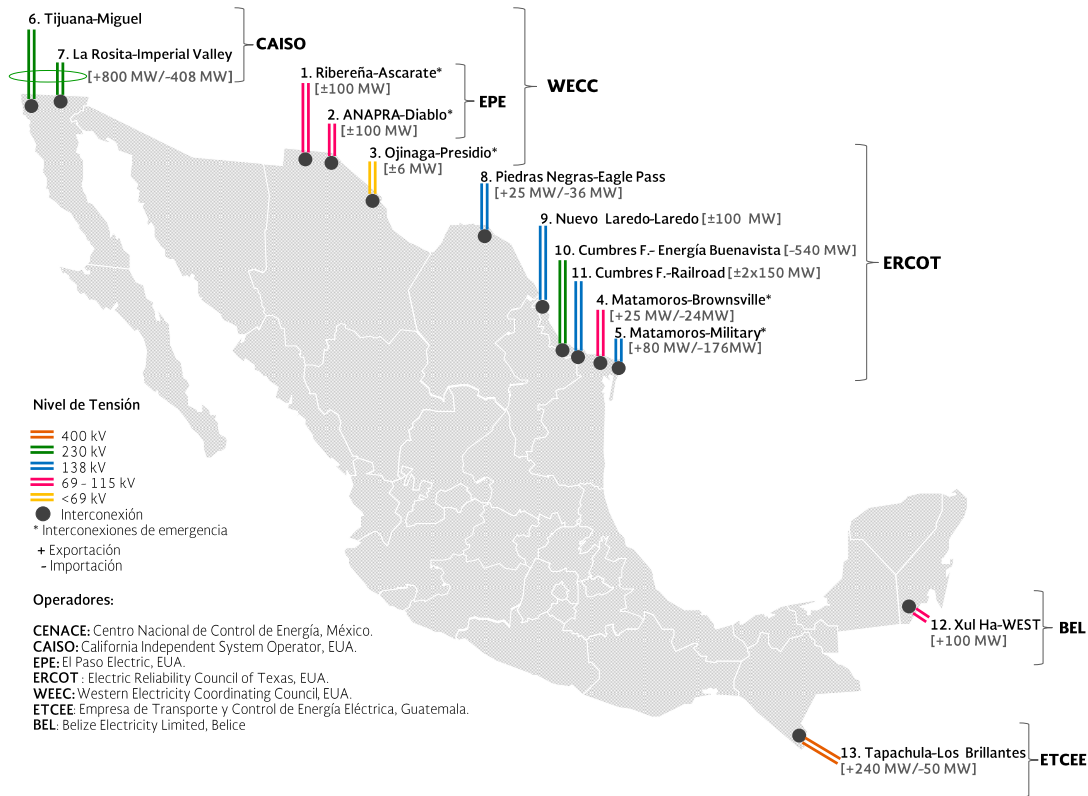 6. Tijuana-Miguel
7. La Rosita-Imperial Valley
[+800 MW/-408 MW]
CAISO
1. Ribereña-Ascarate*
[±100 MW]
2. ANAPRA-Diablo*
[±100 MW]
EPE
WECC
3. Ojinaga-Presidio*
[±6 MW]
8. Piedras Negras-Eagle Pass
[+25 MW/-36 MW]
9. Nuevo Laredo-Laredo [±100 MW]
10. Cumbres F.- Energía Buenavista [-540 MW]
11. Cumbres F.-Railroad [±2x150 MW]
4. Matamoros-Brownsville*
[+25 MW/-24MW]
5. Matamoros-Military*
[+80 MW/-176MW]
ERCOT
Nivel de Tensión
400 kV
230 kV
138 kV
69 - 115 kV
<69 kV
Interconexión
* Interconexiones de emergencia
+ Exportación
- Importación
Operadores:
CENACE: Centro Nacional de Control de Energía, México.
CAISO: California Independent System Operator, EUA.
EPE: El Paso Electric, EUA.
ERCOT : Electric Reliability Council of Texas, EUA.
WEEC: Western Electricity Coordinating Council, EUA.
ETCEE: Empresa de Transporte y Control de Energía Eléctrica, Guatemala.
BEL: Belize Electricity Limited, Belice
12. Xul Ha-WEST
[+100 MW]
BEL
13. Tapachula-Los Brillantes
[+240 MW/-50 MW]
ETCEE